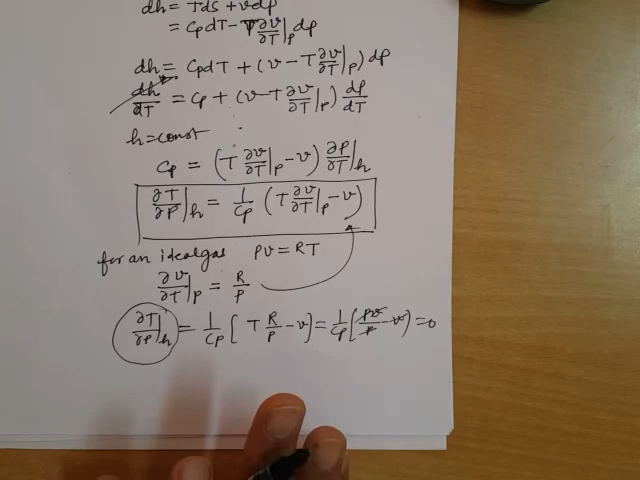 dh = Tds + vdp
= CpdT - T ∂v/∂T|p dp
dh = CpdT + (v - T ∂v/∂T|p) dp
dh/dT = Cp + (v - T ∂v/∂T|p) dp/dT
h = const
Cp = (T ∂v/∂T|p - v) ∂P/∂T|h
∂T/∂P|h = 1/Cp (T ∂v/∂T|p - v)
for an ideal gas PV = RT
∂v/∂T|p = R/P
∂T/∂P|h = 1/Cp [T R/P - v] = 1/Cp [Pv/P - v] = 0